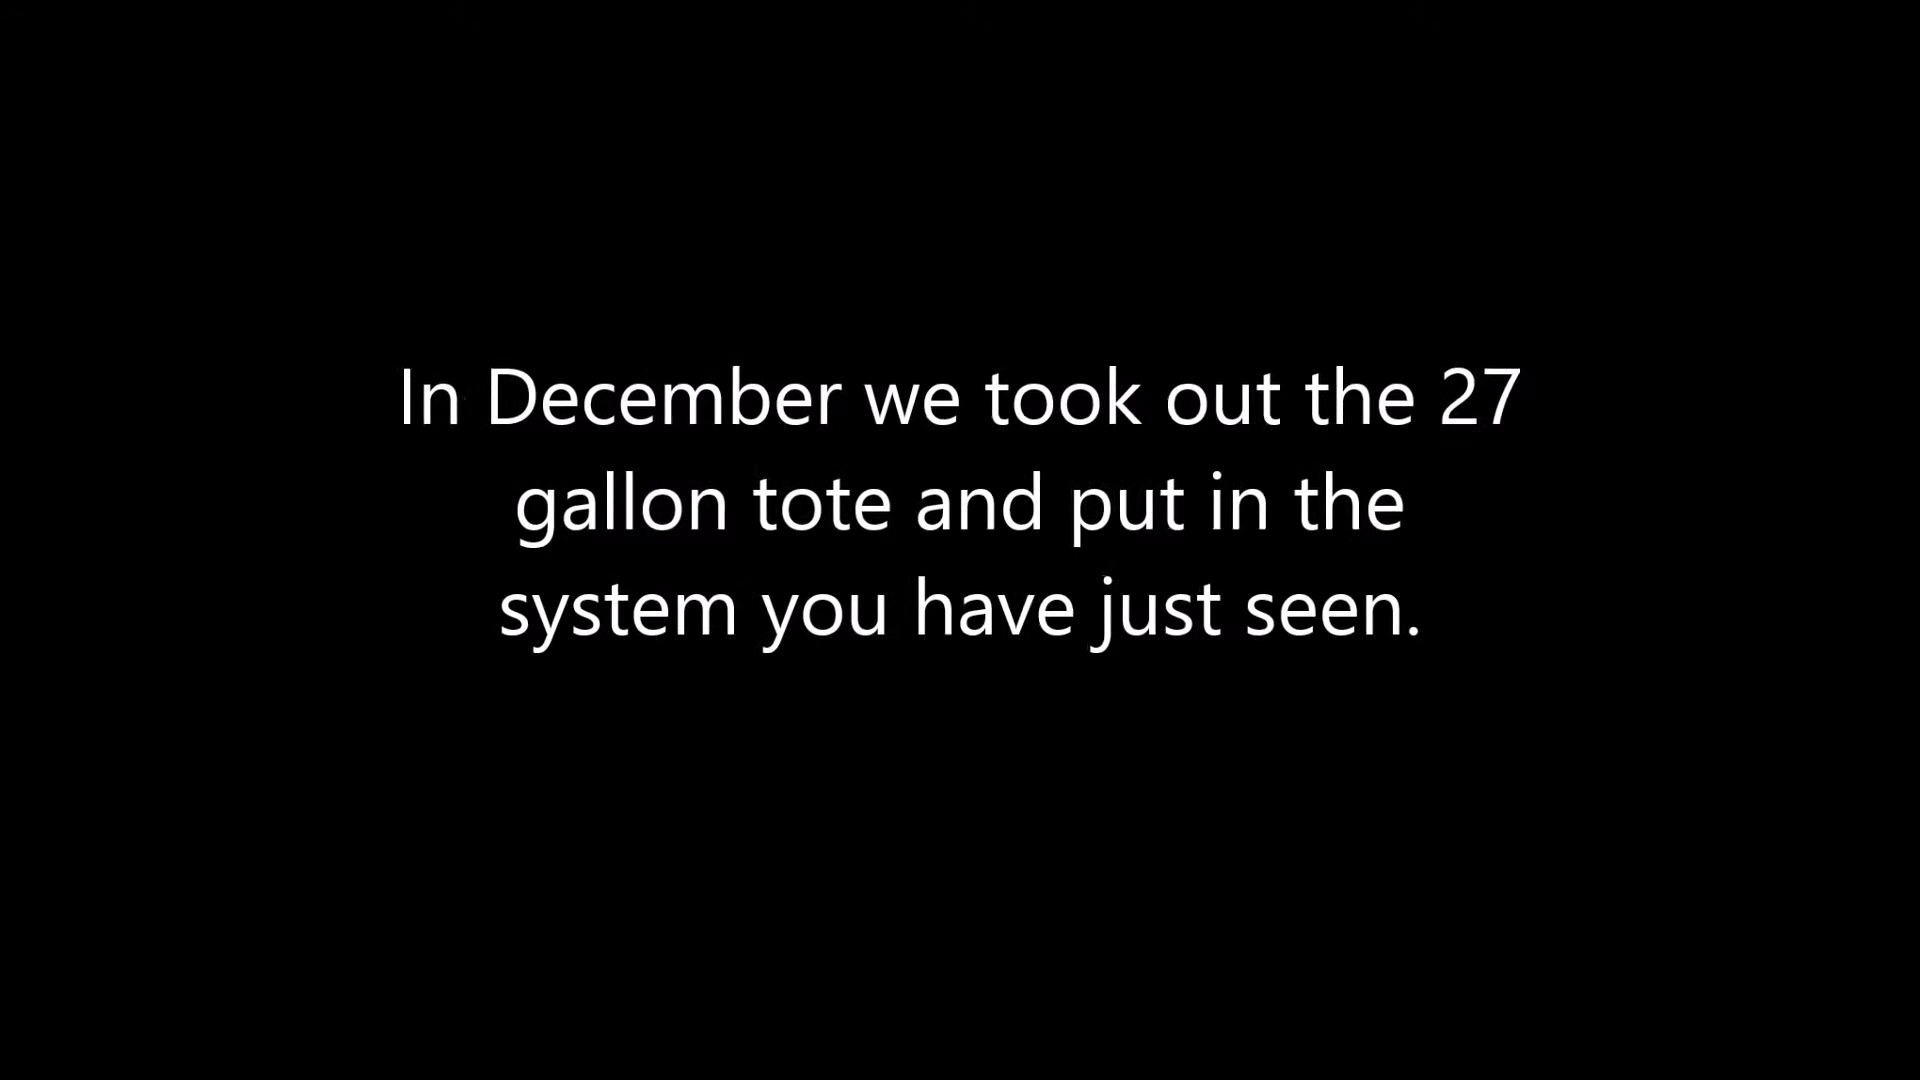 In December we took out the 27
gallon tote and put in the
system you have just seen.